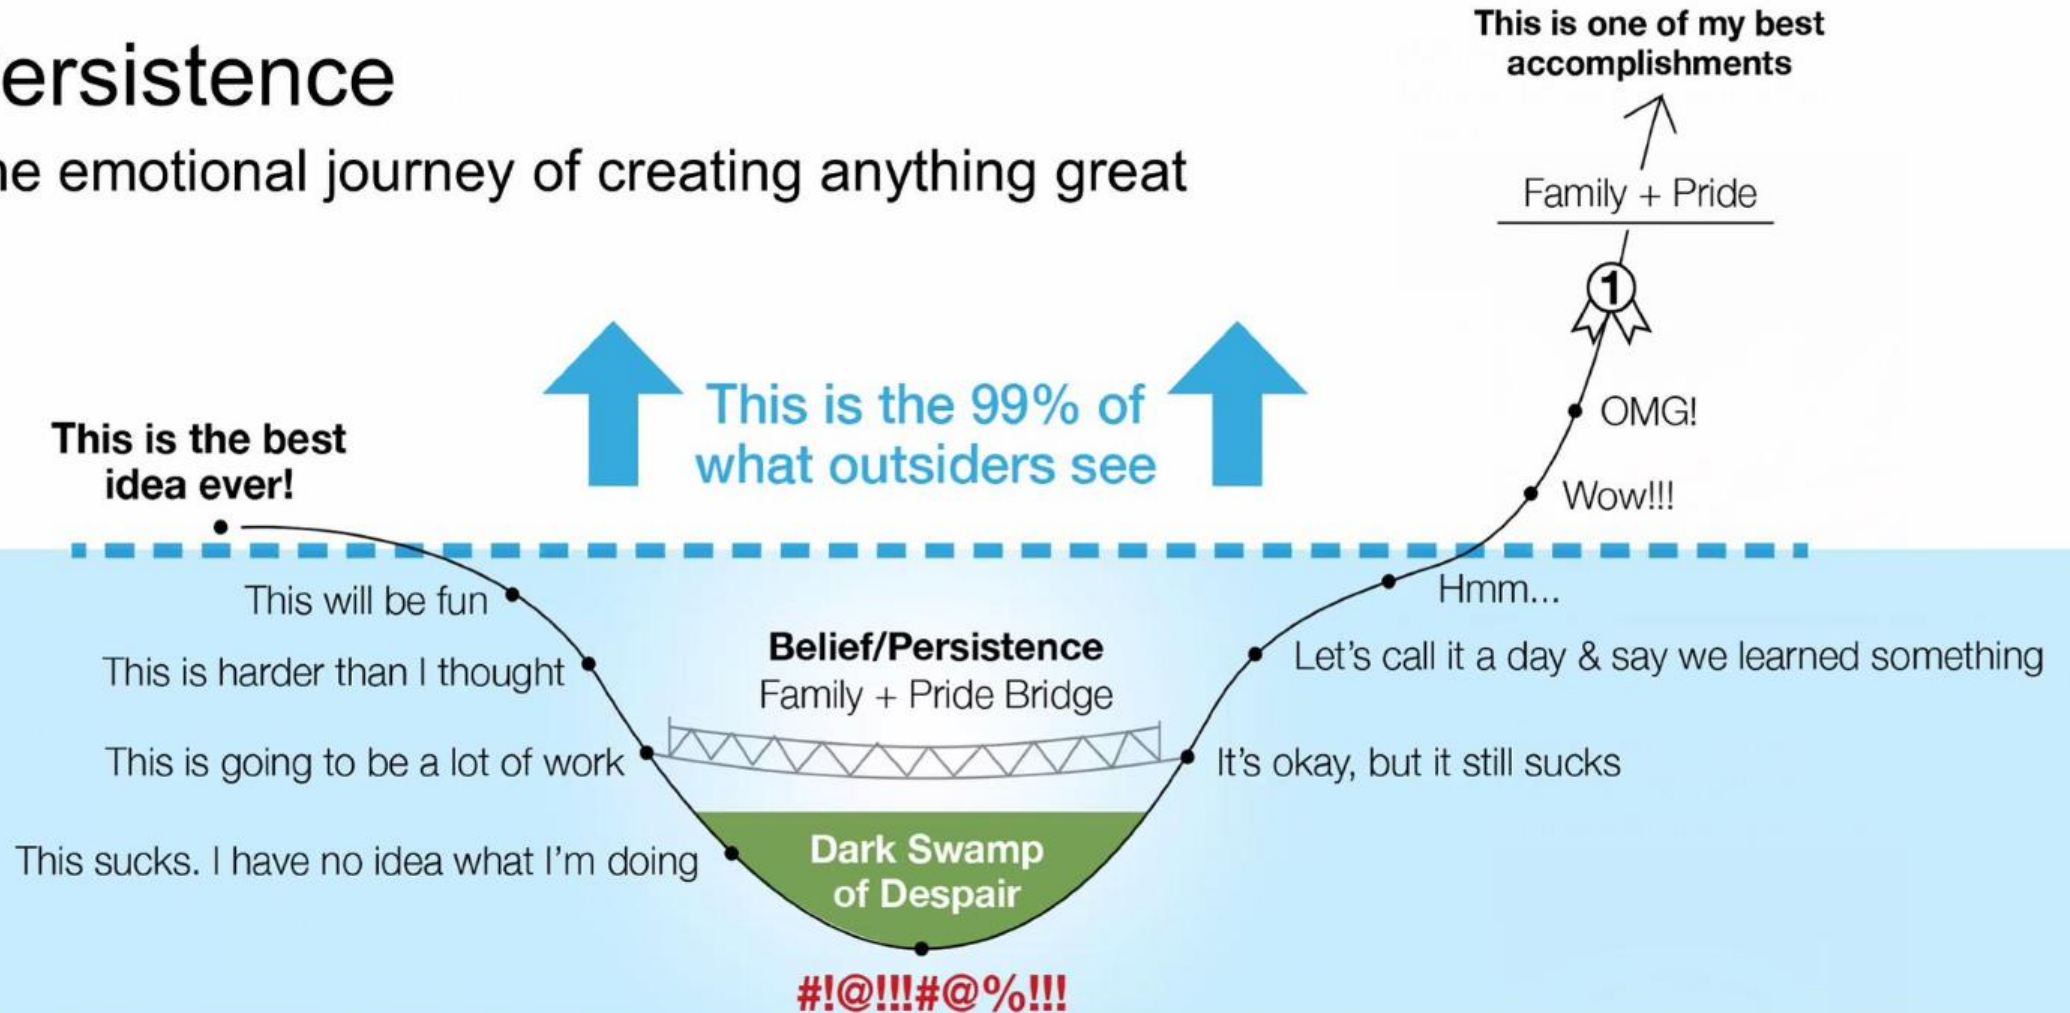 ersistence
he emotional journey of creating anything great
This is one of my best
accomplishments
Family + Pride
1
OMG!
Wow!!!
This is the 99% of
what outsiders see
This is the best
idea ever!
This will be fun
This is harder than I thought
This is going to be a lot of work
This sucks. I have no idea what I'm doing
Belief/Persistence
Family + Pride Bridge
Dark Swamp
of Despair
#!@!!!#@%!!!
Hmm...
Let's call it a day & say we learned something
It's okay, but it still sucks